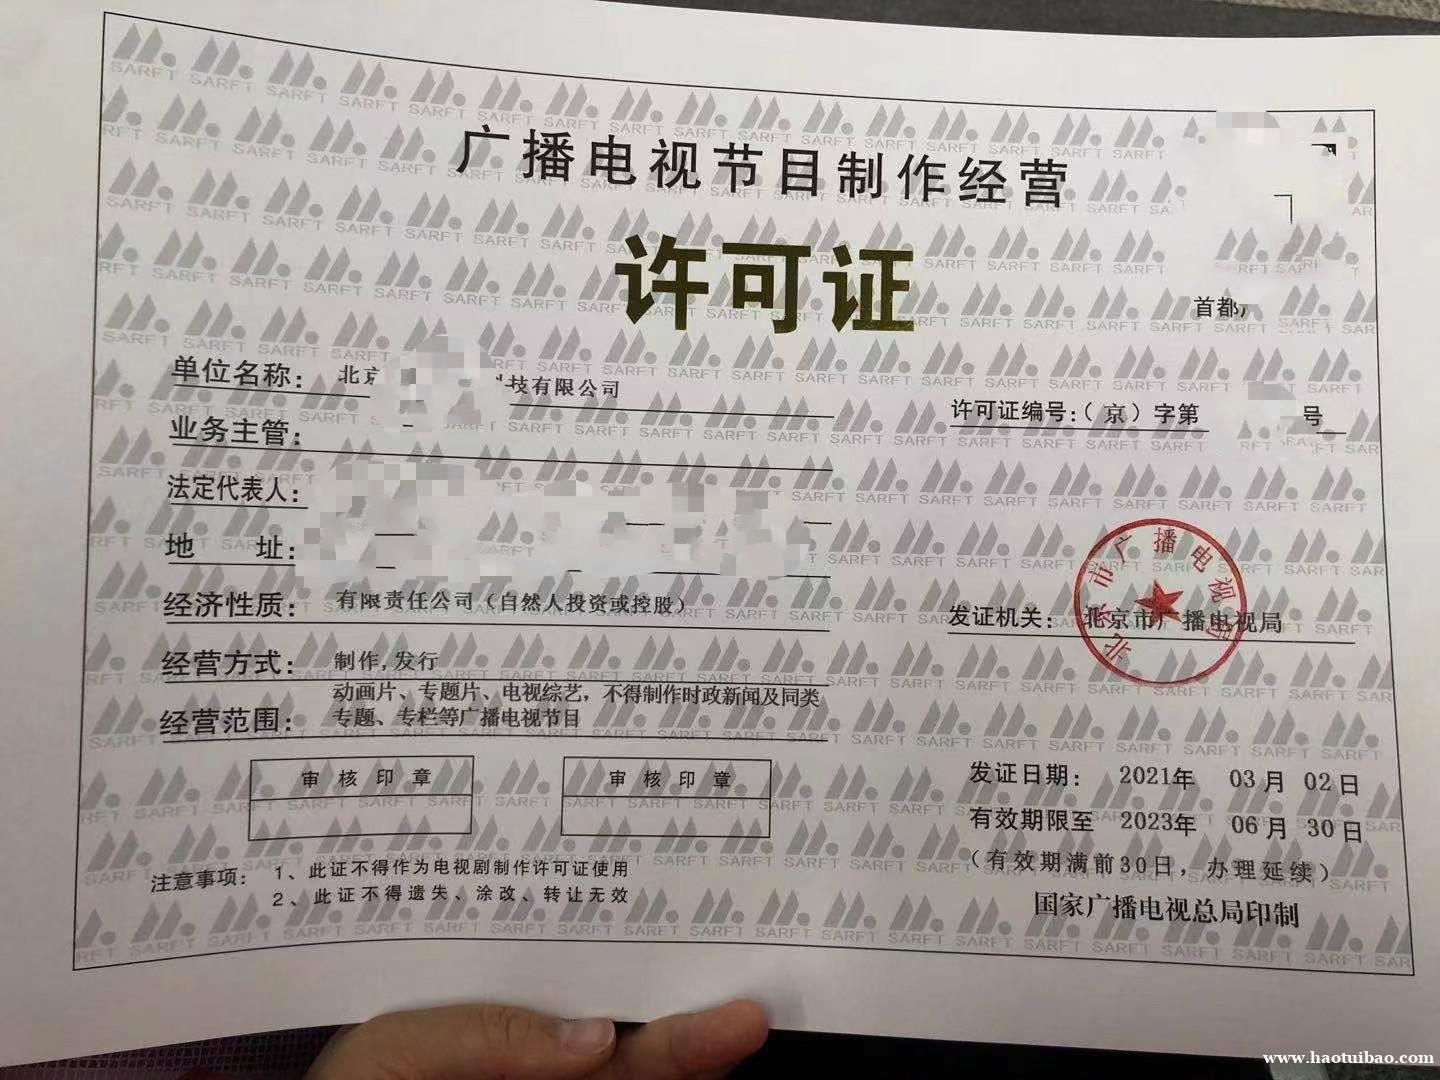 广播电视节目制作经营
许可证
首都
单位名称： 北京 科技有限公司
许可证编号：（京）字第 号
业务主管：
法定代表人：
地 址：
经济性质： 有限责任公司（自然人投资或控股）
发证机关： 北京市广播电视局
北京市广播电视局
经营方式： 制作,发行
经营范围： 动画片、专题片、电视综艺，不得制作时政新闻及同类
专题、专栏等广播电视节目
审核印章
审核印章
发证日期： 2021年 03月 02日
有效期限至 2023年 06月 30日
（有效期满前30日，办理延续）
国家广播电视总局印制
注意事项： 1、此证不得作为电视剧制作许可证使用
2、此证不得遗失、涂改、转让无效
SARFT
www.haotuibao.com